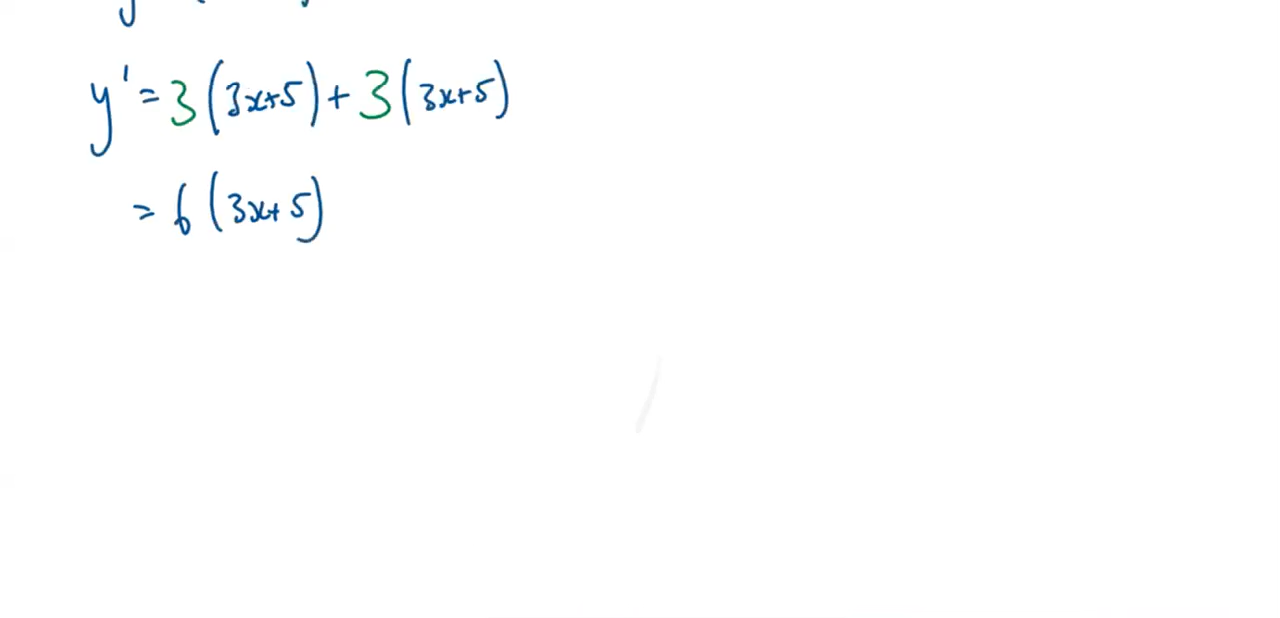 y' = 3(3x+5) + 3(3x+5)
= 6(3x+5)